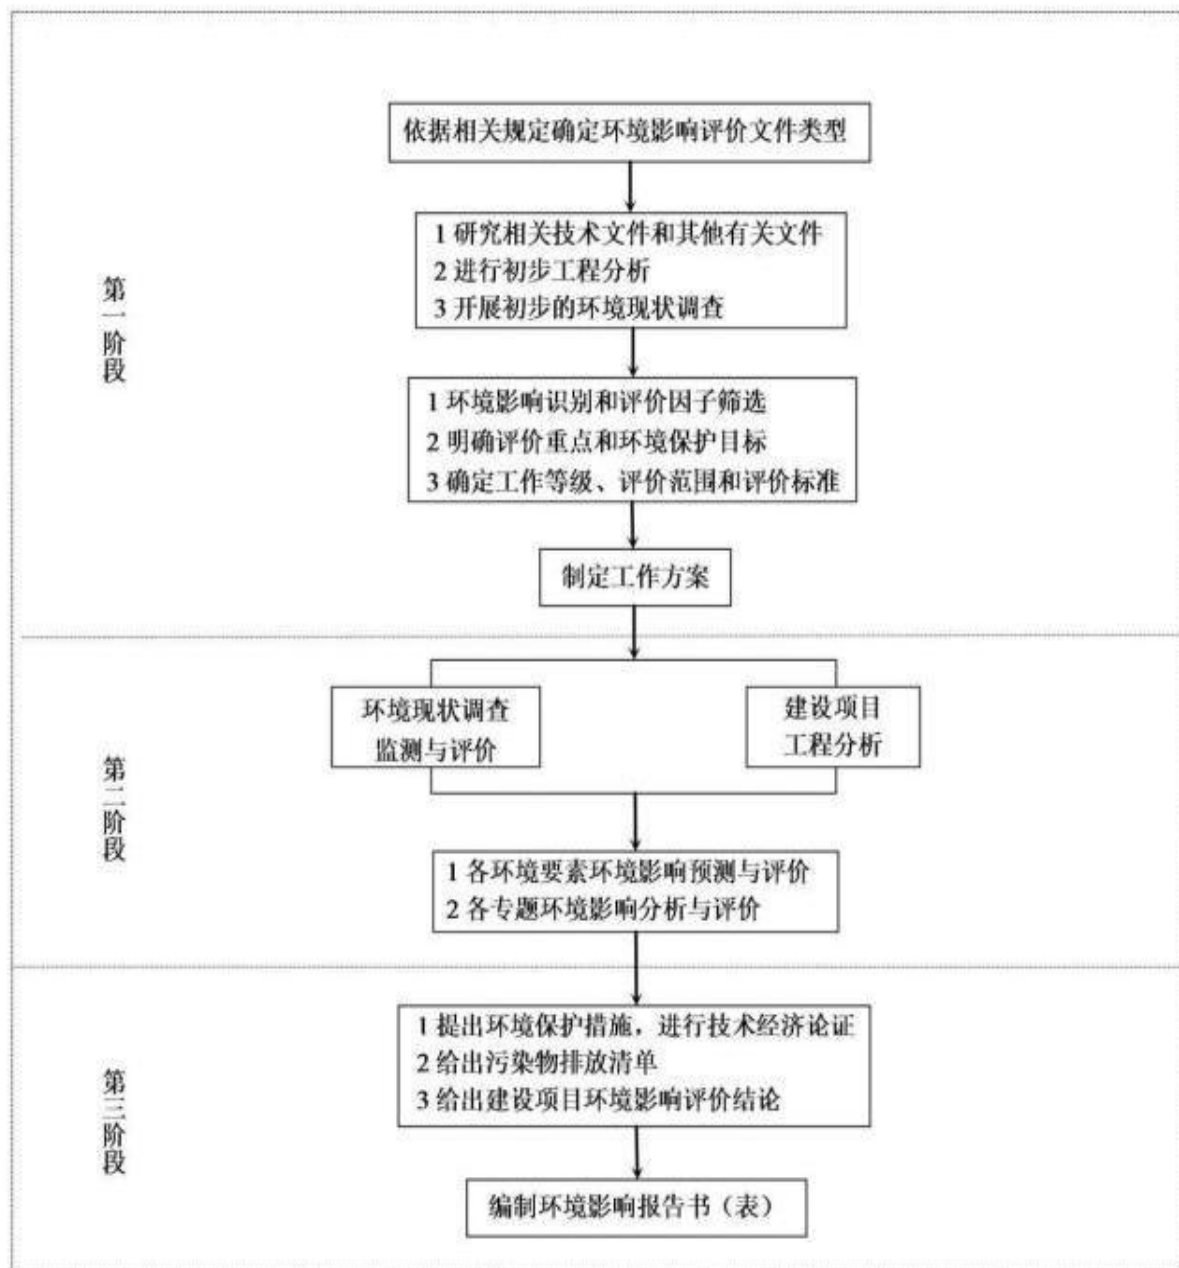 依据相关规定确定环境影响评价文件类型
1 研究相关技术文件和其他有关文件
2 进行初步工程分析
3 开展初步的环境现状调查
第一阶段
1 环境影响识别和评价因子筛选
2 明确评价重点和环境保护目标
3 确定工作等级、评价范围和评价标准
制定工作方案
环境现状调查
监测与评价
建设项目
工程分析
第二阶段
1 各环境要素环境影响预测与评价
2 各专题环境影响分析与评价
1 提出环境保护措施，进行技术经济论证
2 给出污染物排放清单
3 给出建设项目环境影响评价结论
第三阶段
编制环境影响报告书（表）